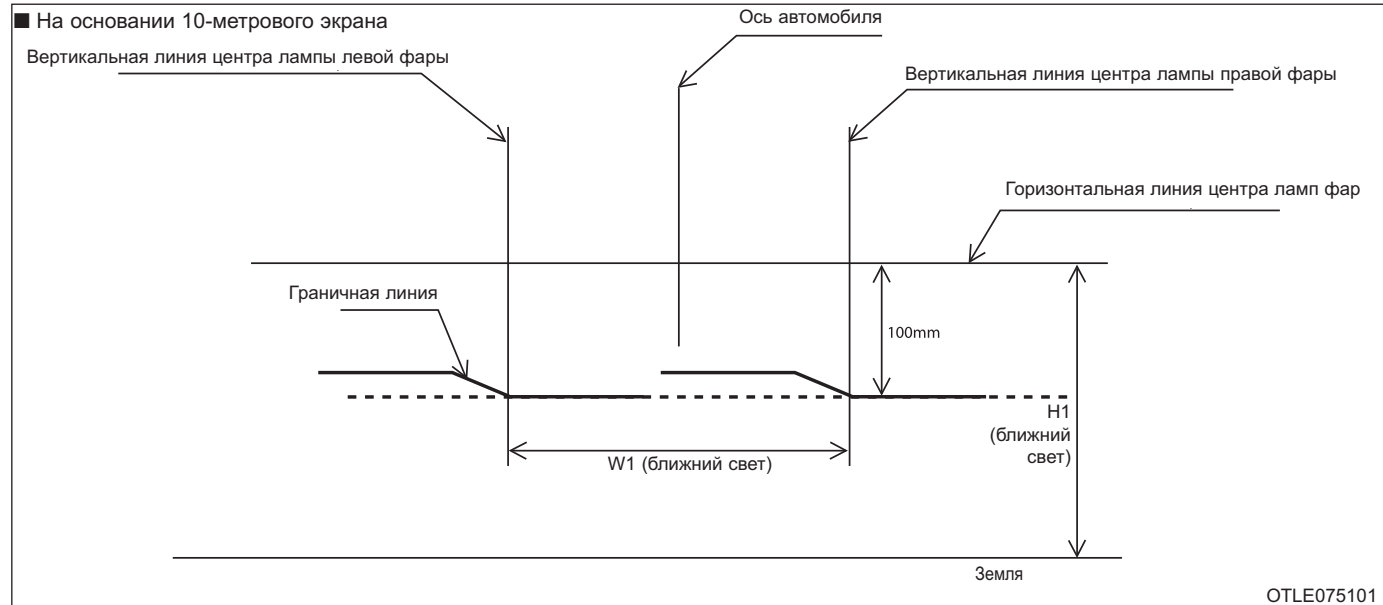 ■ На основании 10-метрового экрана
Ось автомобиля
Вертикальная линия центра лампы левой фары
Вертикальная линия центра лампы правой фары
Горизонтальная линия центра ламп фар
Граничная линия
100mm
H1
(ближний
свет)
W1 (ближний свет)
Земля
OTLE075101